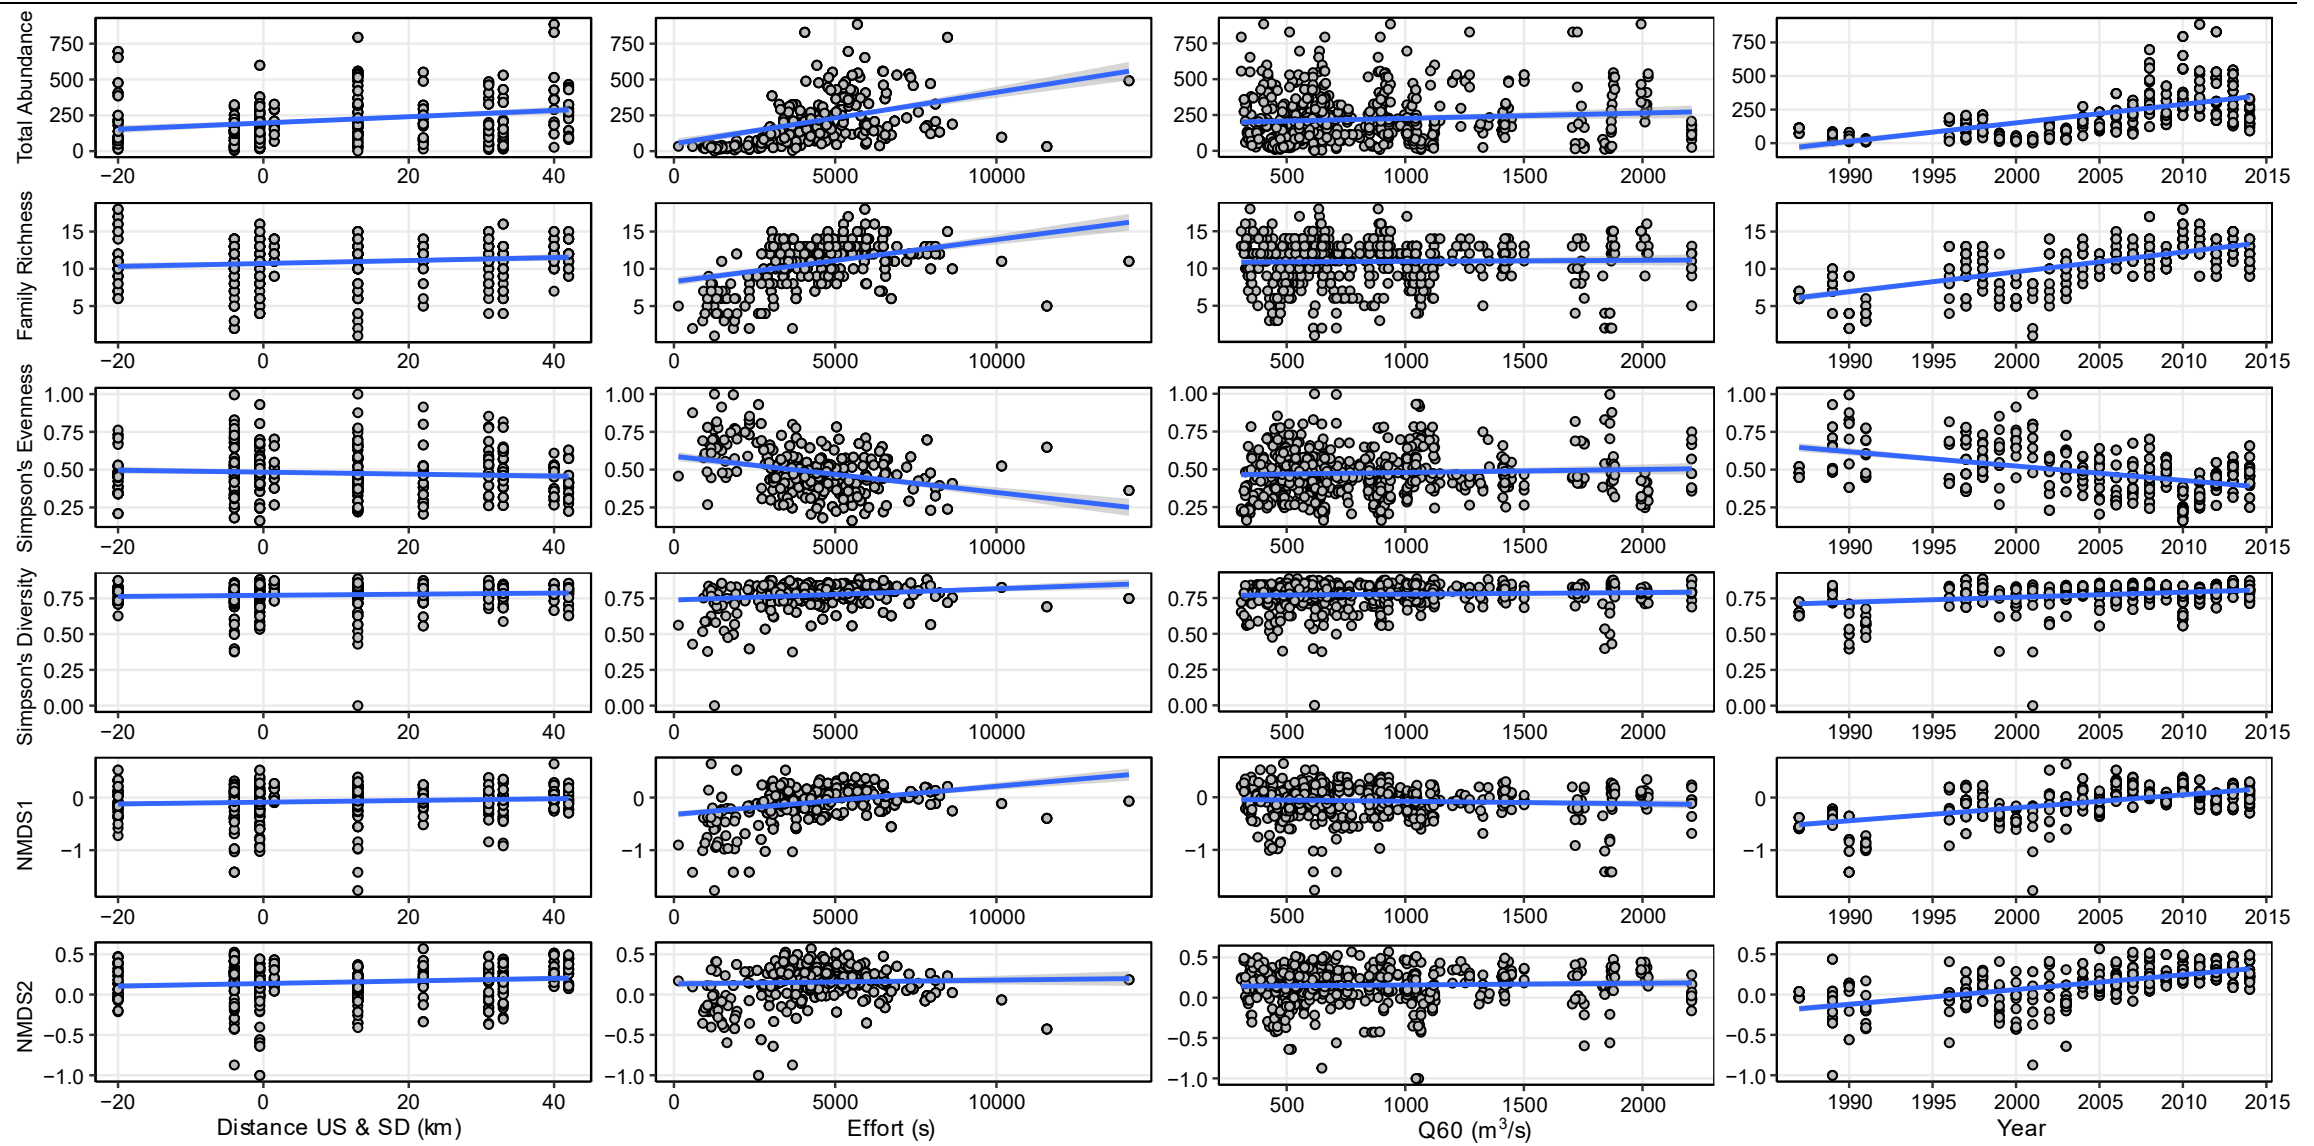 Total Abundance
750
500
250
0
−20 0 20 40
750
500
250
0
0 5000 10000
750
500
250
0
500 1000 1500 2000
750
500
250
0
1990 1995 2000 2005 2010 2015
Family Richness
15
10
5
−20 0 20 40
15
10
5
0 5000 10000
15
10
5
500 1000 1500 2000
15
10
5
1990 1995 2000 2005 2010 2015
Simpson's Evenness
1.00
0.75
0.50
0.25
−20 0 20 40
1.00
0.75
0.50
0.25
0 5000 10000
1.00
0.75
0.50
0.25
500 1000 1500 2000
1.00
0.75
0.50
0.25
1990 1995 2000 2005 2010 2015
Simpson's Diversity
0.75
0.50
0.25
0.00
−20 0 20 40
0.75
0.50
0.25
0.00
0 5000 10000
0.75
0.50
0.25
0.00
500 1000 1500 2000
0.75
0.50
0.25
0.00
1990 1995 2000 2005 2010 2015
NMDS1
0
−1
−20 0 20 40
0
−1
0 5000 10000
0
−1
500 1000 1500 2000
0
−1
1990 1995 2000 2005 2010 2015
NMDS2
0.5
0.0
−0.5
−1.0
−20 0 20 40
Distance US & SD (km)
0.5
0.0
−0.5
−1.0
0 5000 10000
Effort (s)
0.5
0.0
−0.5
−1.0
500 1000 1500 2000
Q60 (m³/s)
0.5
0.0
−0.5
−1.0
1990 1995 2000 2005 2010 2015
Year